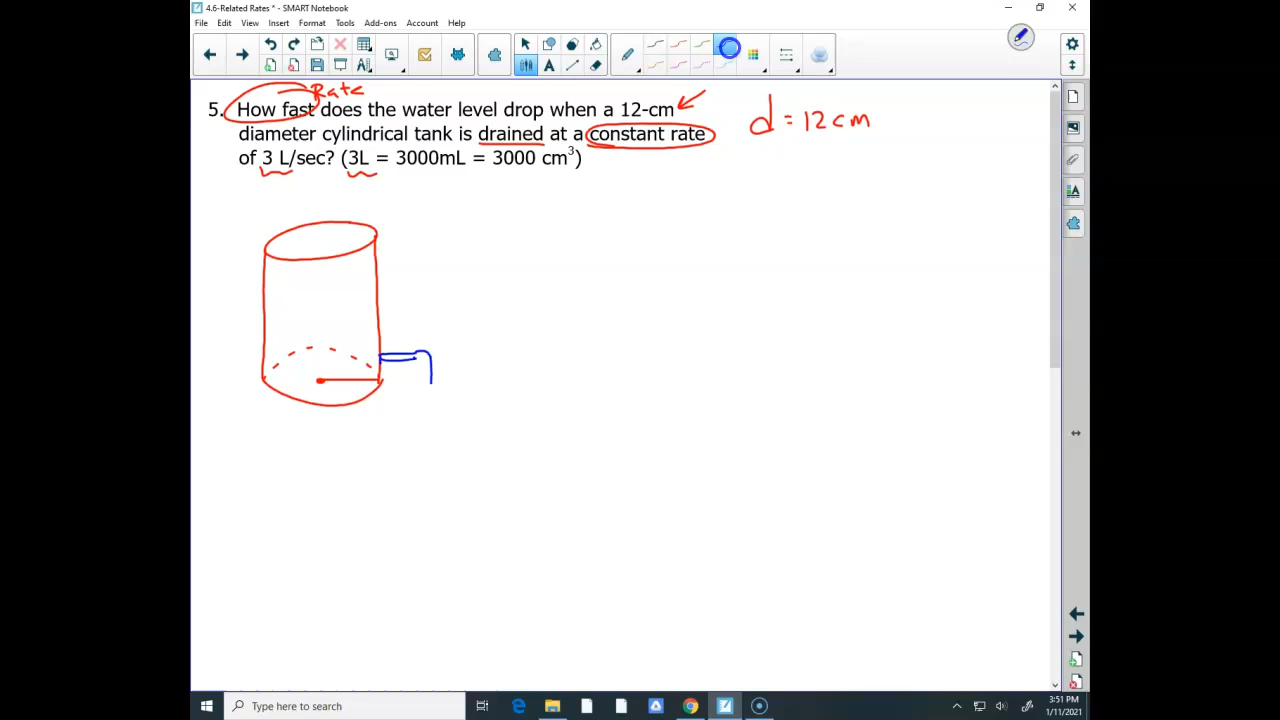 4.6-Related Rates * - SMART Notebook
File Edit View Insert Format Tools Add-ons Account Help
Rate
5. How fast does the water level drop when a 12-cm
diameter cylindrical tank is drained at a constant rate
of 3 L/sec? (3L = 3000mL = 3000 cm³)
d = 12 cm
Type here to search
3:51 PM
1/11/2021